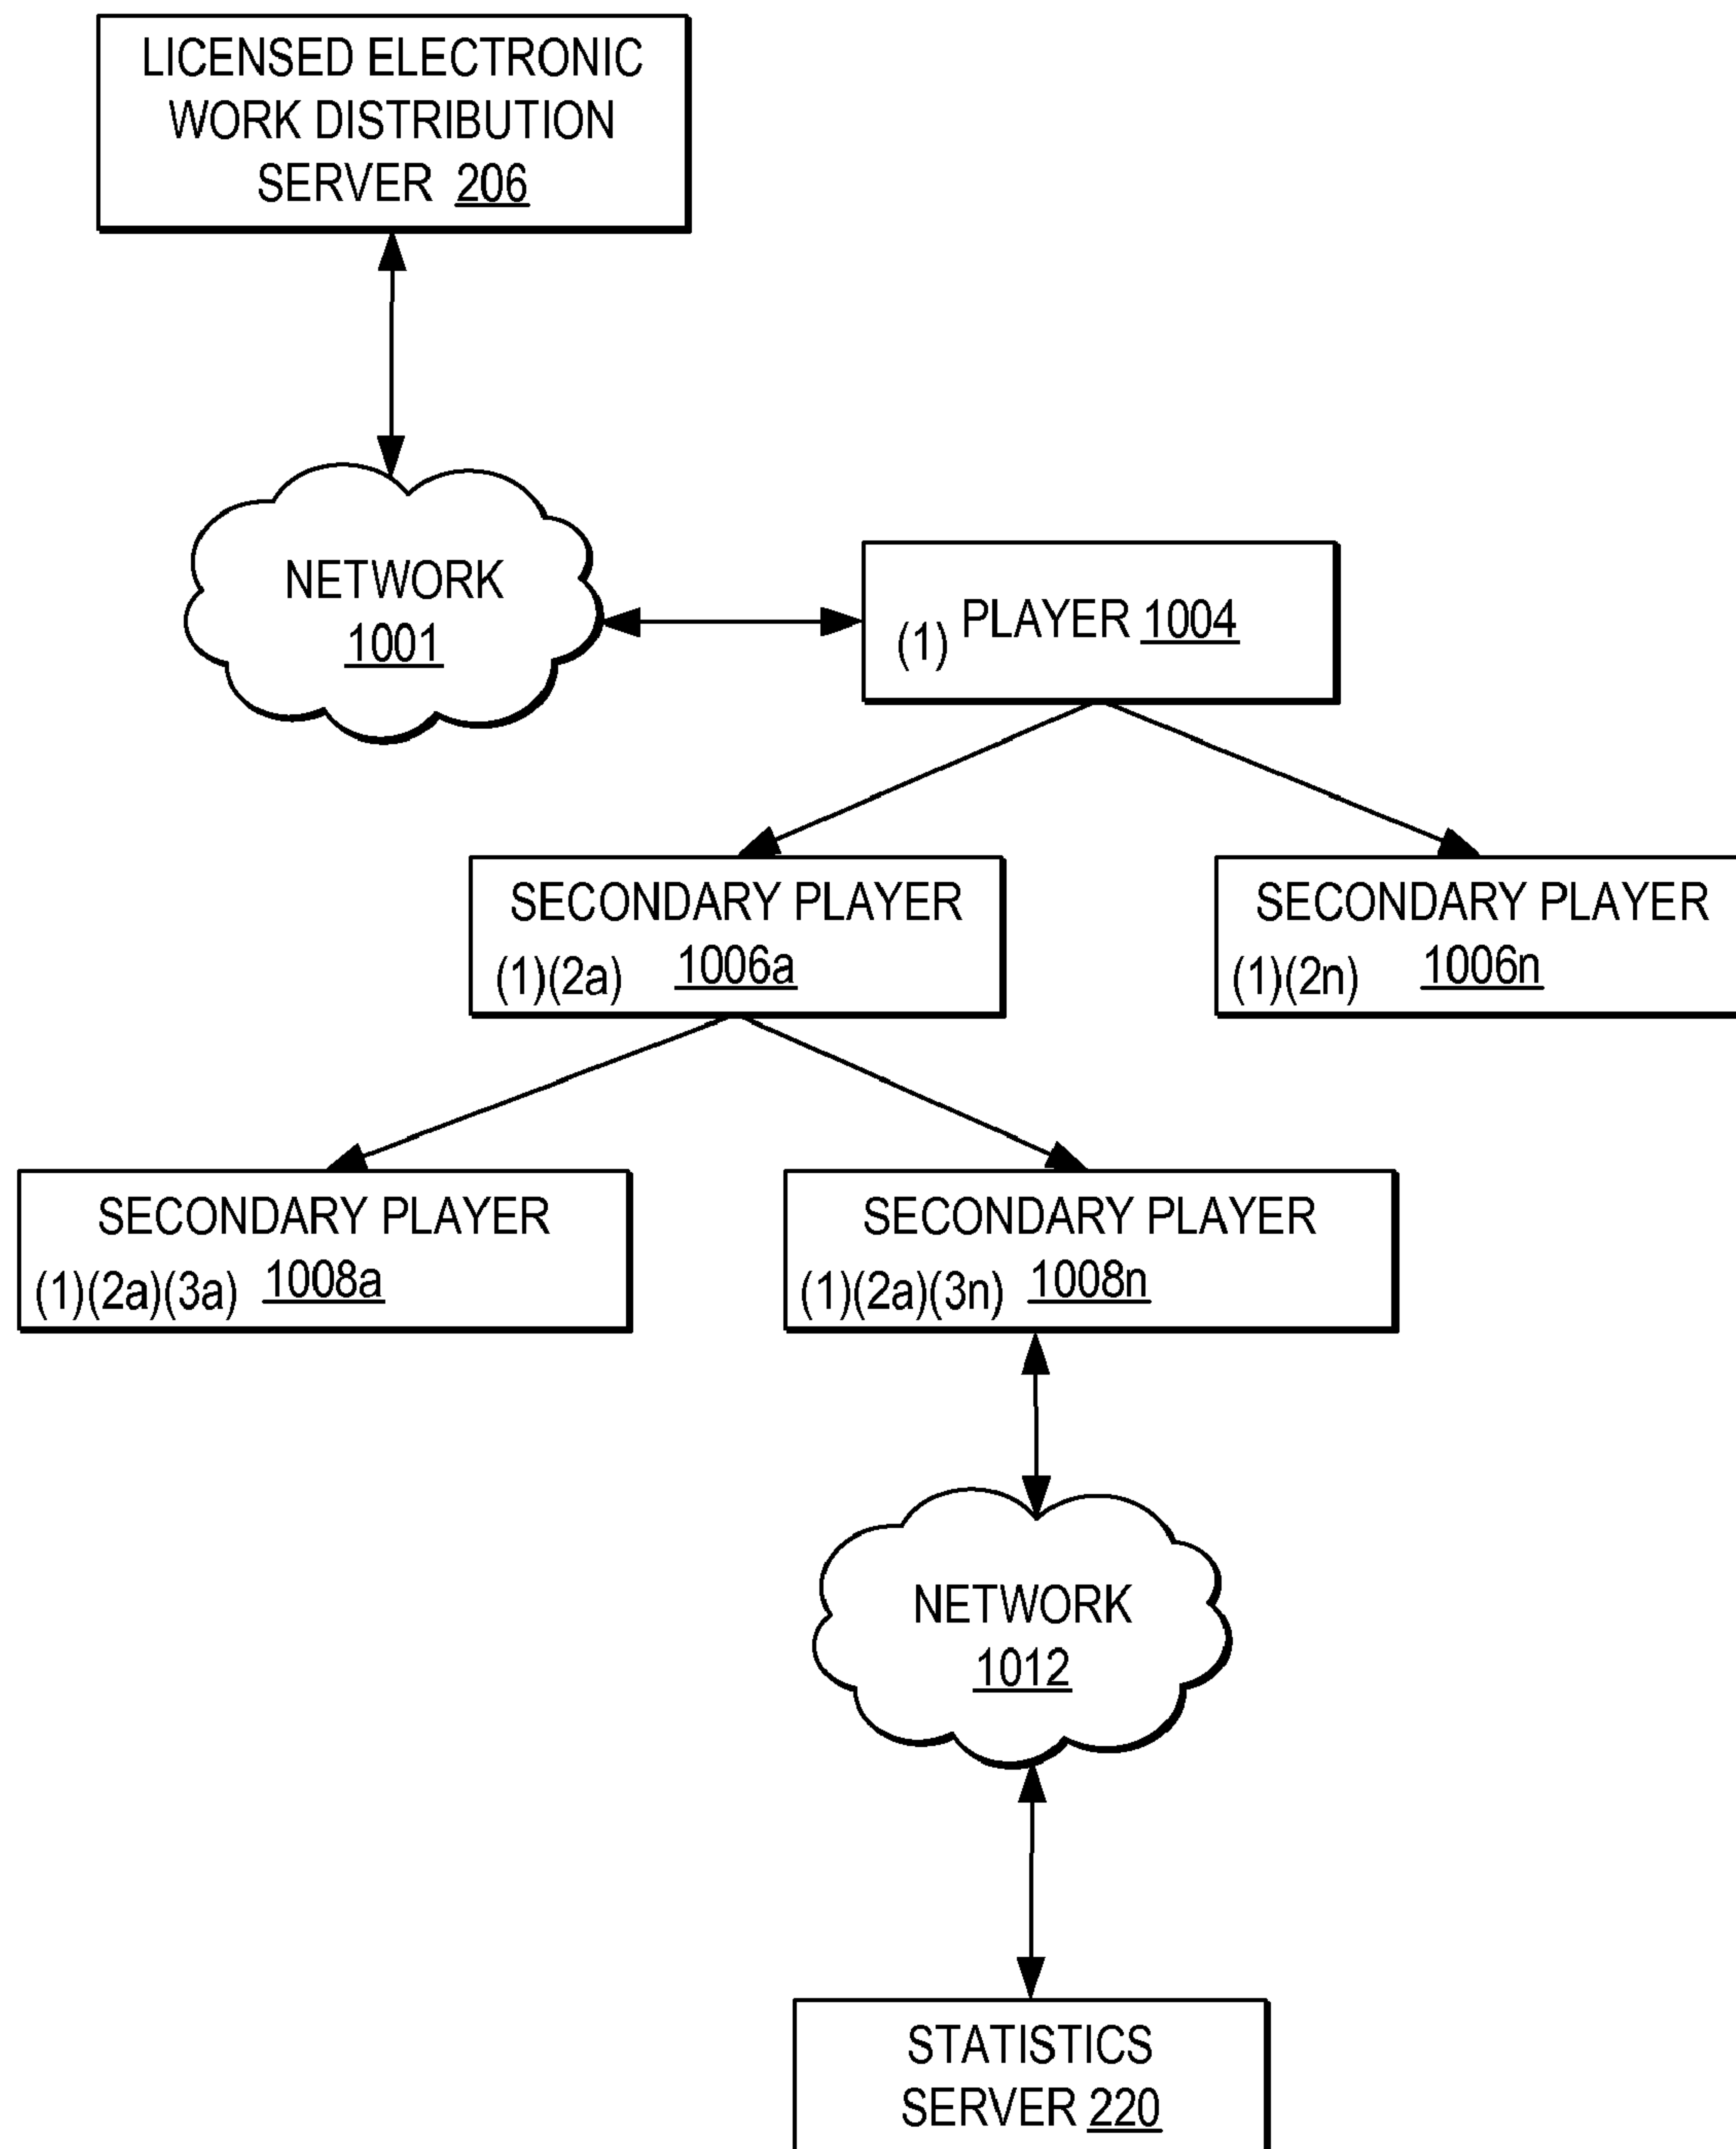 LICENSED ELECTRONIC
WORK DISTRIBUTION
SERVER 206
NETWORK
1001
(1) PLAYER 1004
SECONDARY PLAYER
(1)(2a) 1006a
SECONDARY PLAYER
(1)(2n) 1006n
SECONDARY PLAYER
(1)(2a)(3a) 1008a
SECONDARY PLAYER
(1)(2a)(3n) 1008n
NETWORK
1012
STATISTICS
SERVER 220